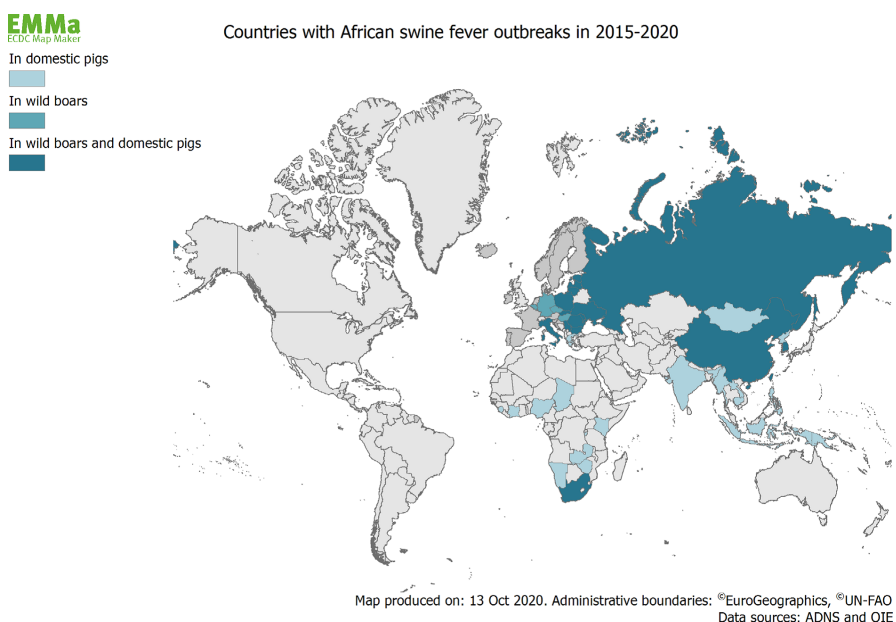 EMMa
ECDC Map Maker
Countries with African swine fever outbreaks in 2015-2020
In domestic pigs
In wild boars
In wild boars and domestic pigs
Map produced on: 13 Oct 2020. Administrative boundaries: ©EuroGeographics, ©UN-FAO
Data sources: ADNS and OIE